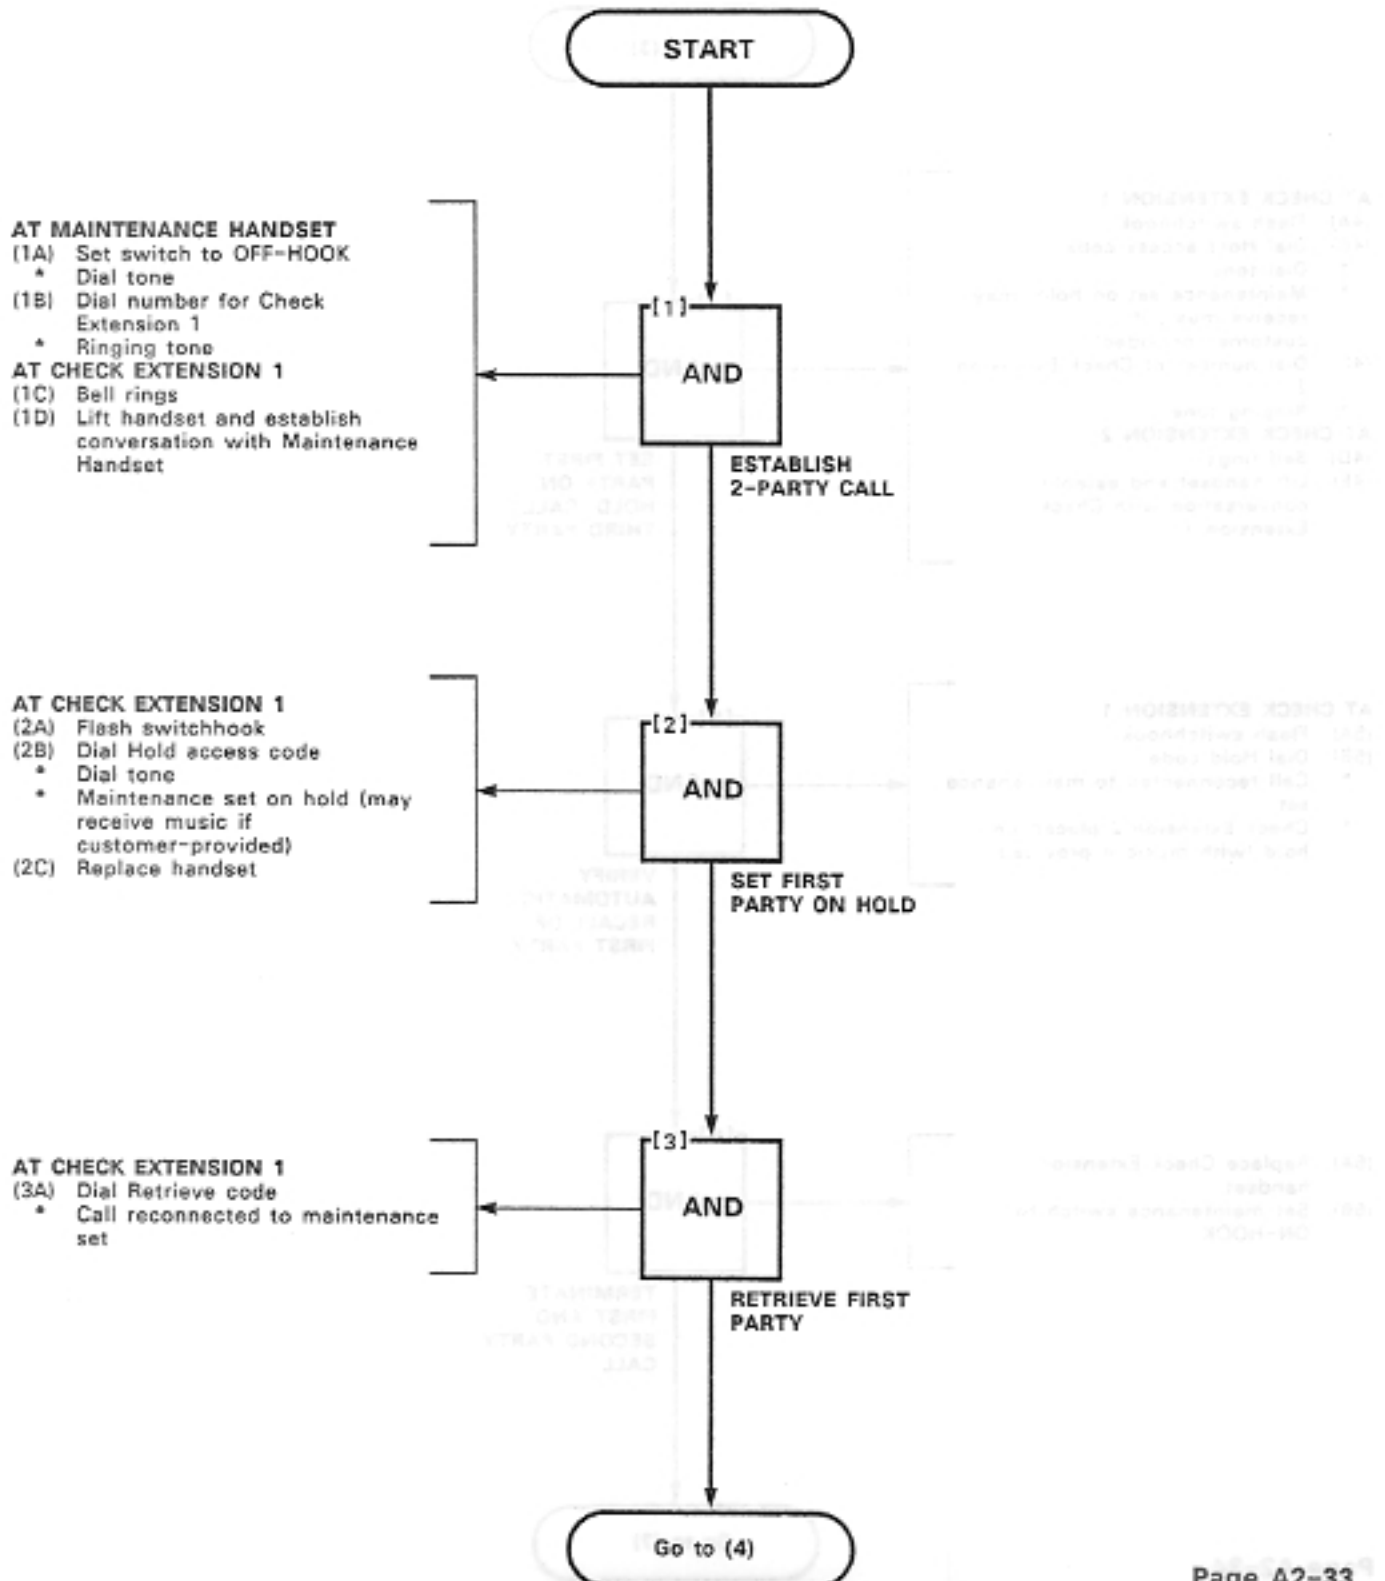 START
AT MAINTENANCE HANDSET
(1A) Set switch to OFF-HOOK
* Dial tone
(1B) Dial number for Check
Extension 1
* Ringing tone
AT CHECK EXTENSION 1
(1C) Bell rings
(1D) Lift handset and establish
conversation with Maintenance
Handset
[1]
AND
ESTABLISH
2-PARTY CALL
AT CHECK EXTENSION 1
(2A) Flash switchhook
(2B) Dial Hold access code
* Dial tone
* Maintenance set on hold (may
receive music if
customer-provided)
(2C) Replace handset
[2]
AND
SET FIRST
PARTY ON HOLD
AT CHECK EXTENSION 1
(3A) Dial Retrieve code
* Call reconnected to maintenance
set
[3]
AND
RETRIEVE FIRST
PARTY
Go to (4)
Page A2-33